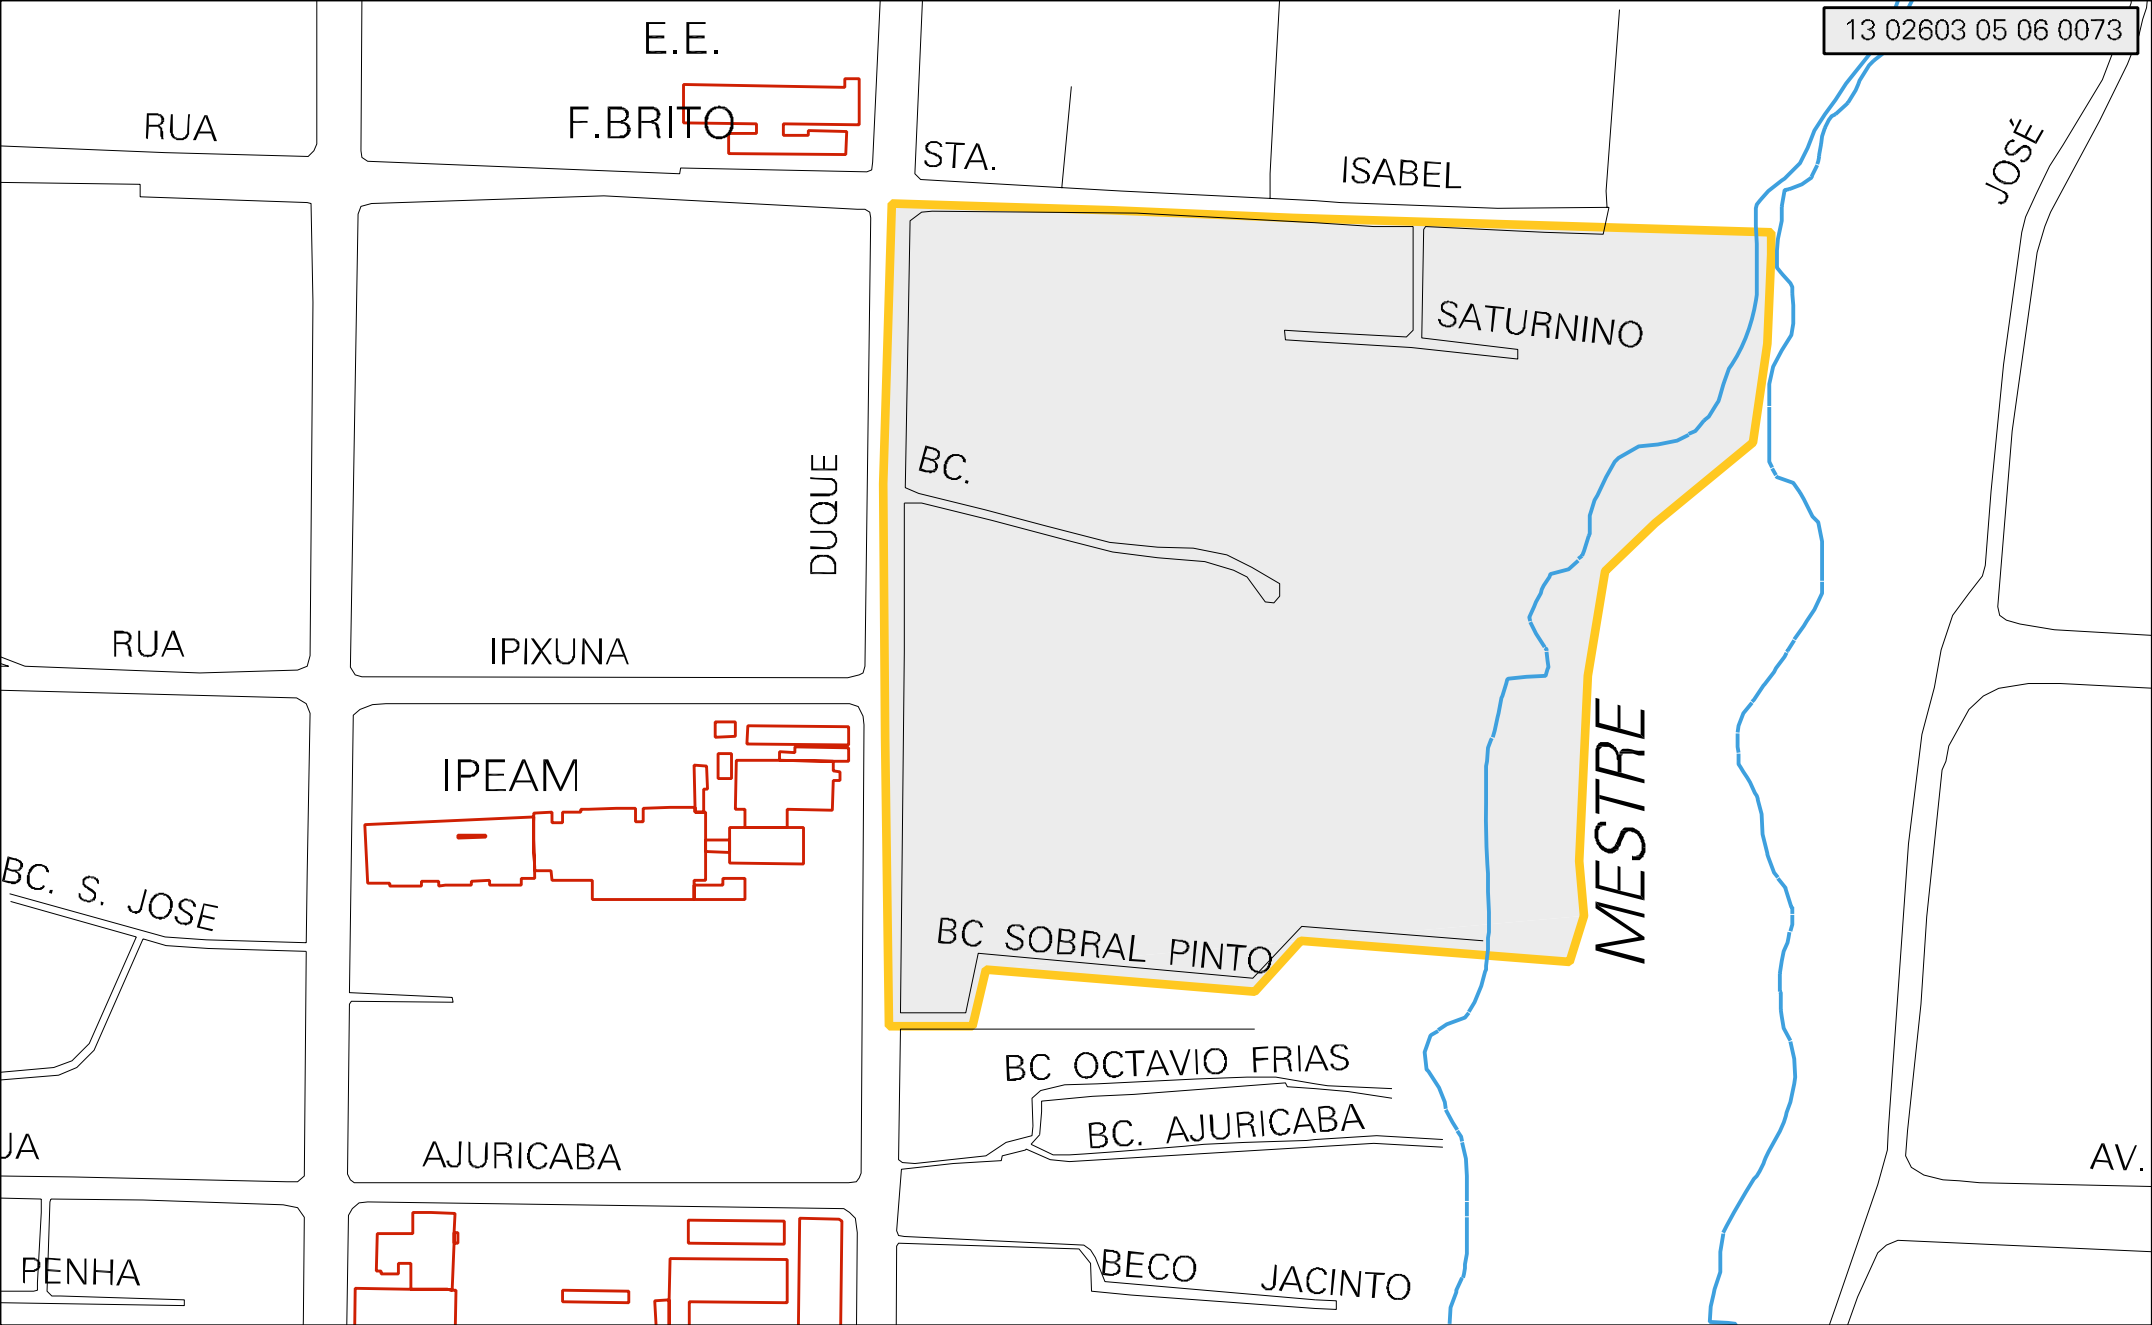 13 02603 05 06 0073
E.E.
F.BRITO
RUA
STA.
ISABEL
JOSÉ
SATURNINO
BC.
DUQUE
RUA
IPIXUNA
IPEAM
MESTRE
BC. S. JOSE
BC SOBRAL PINTO
BC OCTAVIO FRIAS
BC. AJURICABA
UA
AJURICABA
AV.
PENHA
BECO JACINTO